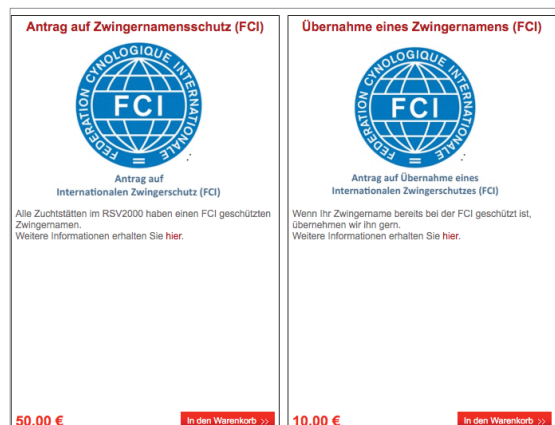 Antrag auf Zwingernamensschutz (FCI)
FEDERATION CYNOLOGIQUE INTERNATIONALE
FCI
Antrag auf
Internationalen Zwingerschutz (FCI)
Alle Zuchtstätten im RSV2000 haben einen FCI geschützten
Zwingernamen.
Weitere Informationen erhalten Sie hier.
50,00 €
In den Warenkorb >>
Übernahme eines Zwingernamens (FCI)
FEDERATION CYNOLOGIQUE INTERNATIONALE
FCI
Antrag auf Übernahme eines
Internationalen Zwingerschutzes (FCI)
Wenn Ihr Zwingername bereits bei der FCI geschützt ist,
übernehmen wir Ihn gern.
Weitere Informationen erhalten Sie hier.
10,00 €
In den Warenkorb >>